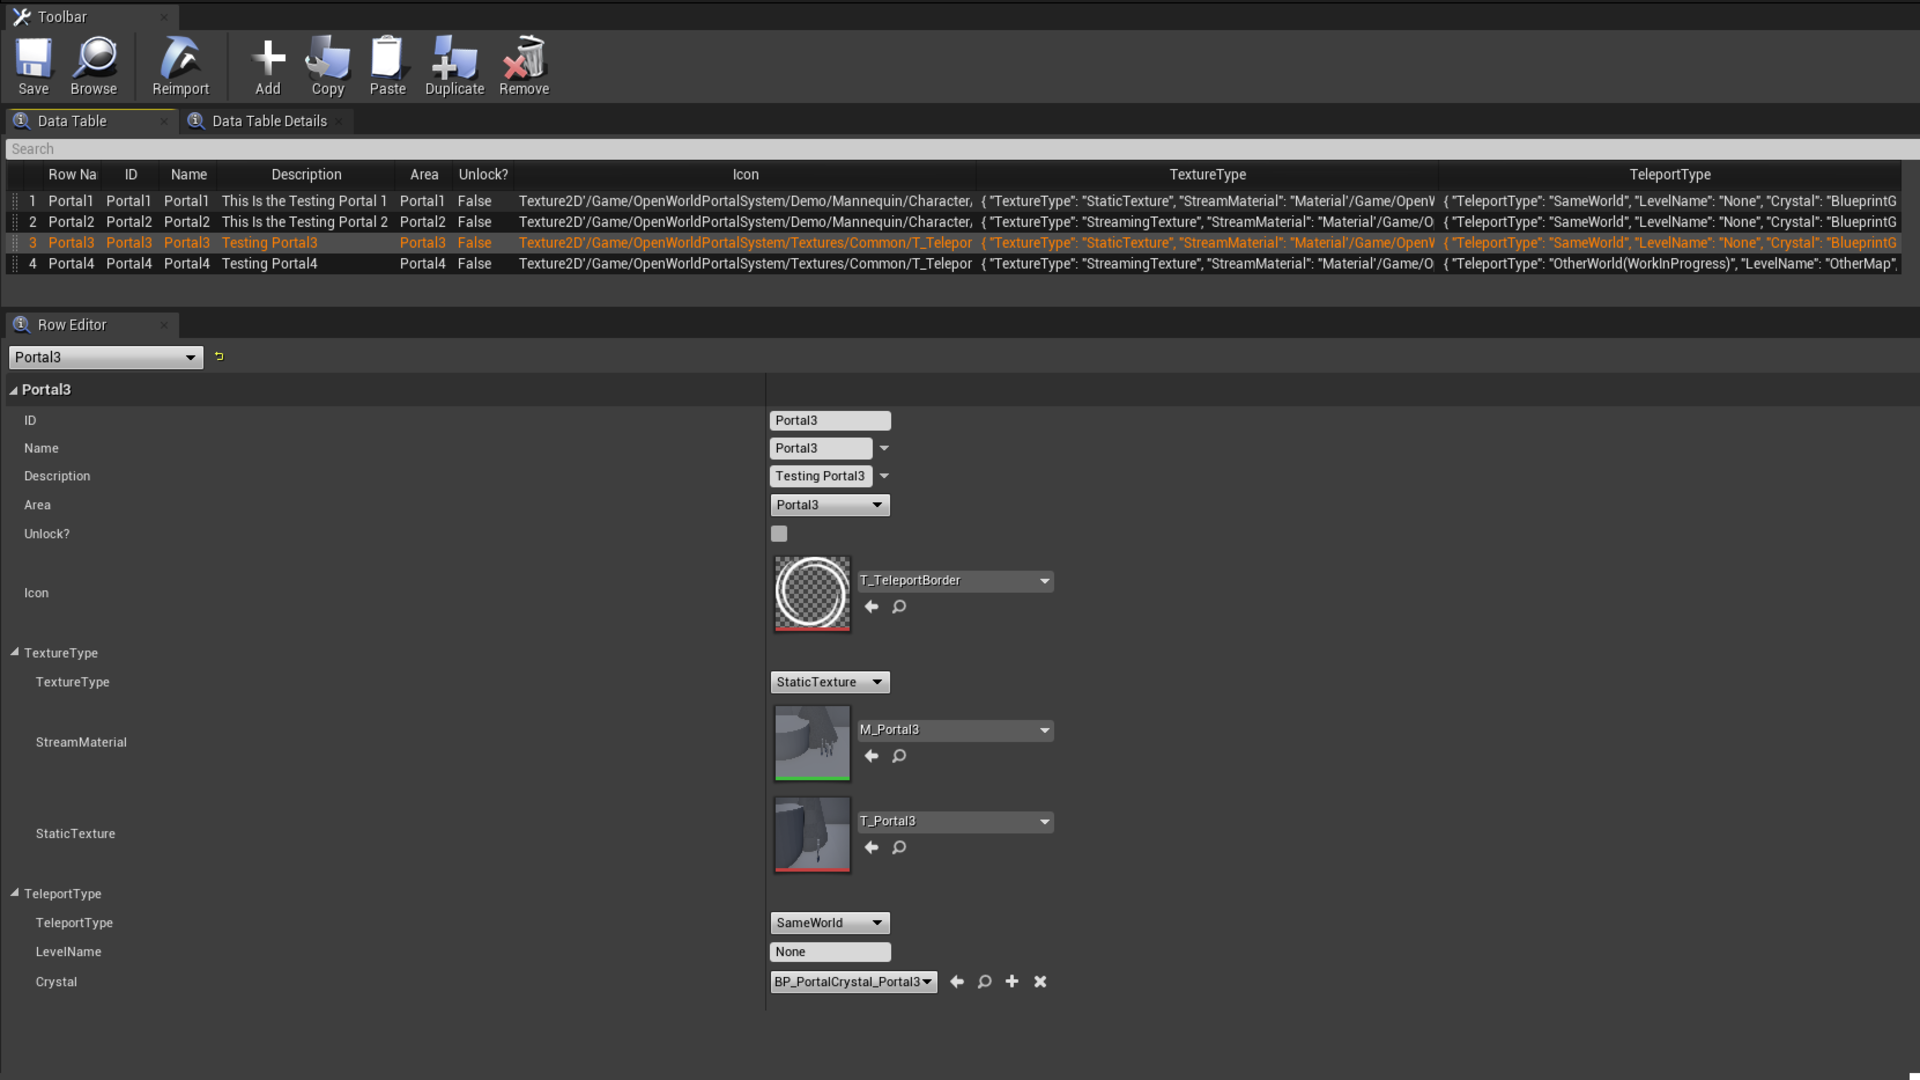 Toolbar
Save Browse Reimport Add Copy Paste Duplicate Remove
Data Table Data Table Details
Search
Row Na ID Name Description Area Unlock? Icon TextureType TeleportType
1 Portal1 Portal1 Portal1 This Is the Testing Portal 1 Portal1 False Texture2D'/Game/OpenWorldPortalSystem/Demo/Mannequin/Character, { "TextureType": "StaticTexture", "StreamMaterial": "Material'/Game/OpenW { "TeleportType": "SameWorld", "LevelName": "None", "Crystal": "BlueprintG
2 Portal2 Portal2 Portal2 This Is the Testing Portal 2 Portal2 False Texture2D'/Game/OpenWorldPortalSystem/Demo/Mannequin/Character, { "TextureType": "StreamingTexture", "StreamMaterial": "Material'/Game/O { "TeleportType": "SameWorld", "LevelName": "None", "Crystal": "BlueprintG
3 Portal3 Portal3 Portal3 Testing Portal3 Portal3 False Texture2D'/Game/OpenWorldPortalSystem/Textures/Common/T_Telepor { "TextureType": "StaticTexture", "StreamMaterial": "Material'/Game/OpenW { "TeleportType": "SameWorld", "LevelName": "None", "Crystal": "BlueprintG
4 Portal4 Portal4 Portal4 Testing Portal4 Portal4 False Texture2D'/Game/OpenWorldPortalSystem/Textures/Common/T_Telepor { "TextureType": "StreamingTexture", "StreamMaterial": "Material'/Game/O { "TeleportType": "OtherWorld(WorkInProgress)", "LevelName": "OtherMap",
Row Editor
Portal3
Portal3
ID Portal3
Name Portal3
Description Testing Portal3
Area Portal3
Unlock?
Icon T_TeleportBorder
TextureType
TextureType StaticTexture
StreamMaterial M_Portal3
StaticTexture T_Portal3
TeleportType
TeleportType SameWorld
LevelName None
Crystal BP_PortalCrystal_Portal3